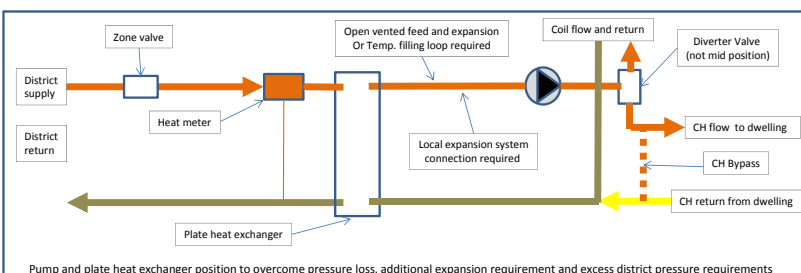 Zone valve
Open vented feed and expansion
Or Temp. filling loop required
Coil flow and return
Diverter Valve
(not mid position)
District
supply
Heat meter
CH flow to dwelling
District
return
Local expansion system
connection required
CH Bypass
CH return from dwelling
Plate heat exchanger
Pump and plate heat exchanger position to overcome pressure loss, additional expansion requirement and excess district pressure requirements